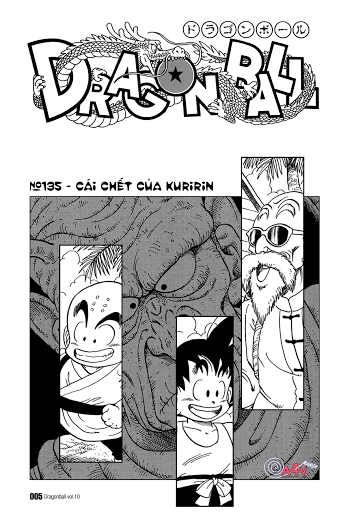 ドラゴンボール
DRAGON BALL
№135 - CÁI CHẾT CỦA KURIRIN
005 Dragonball vol.10